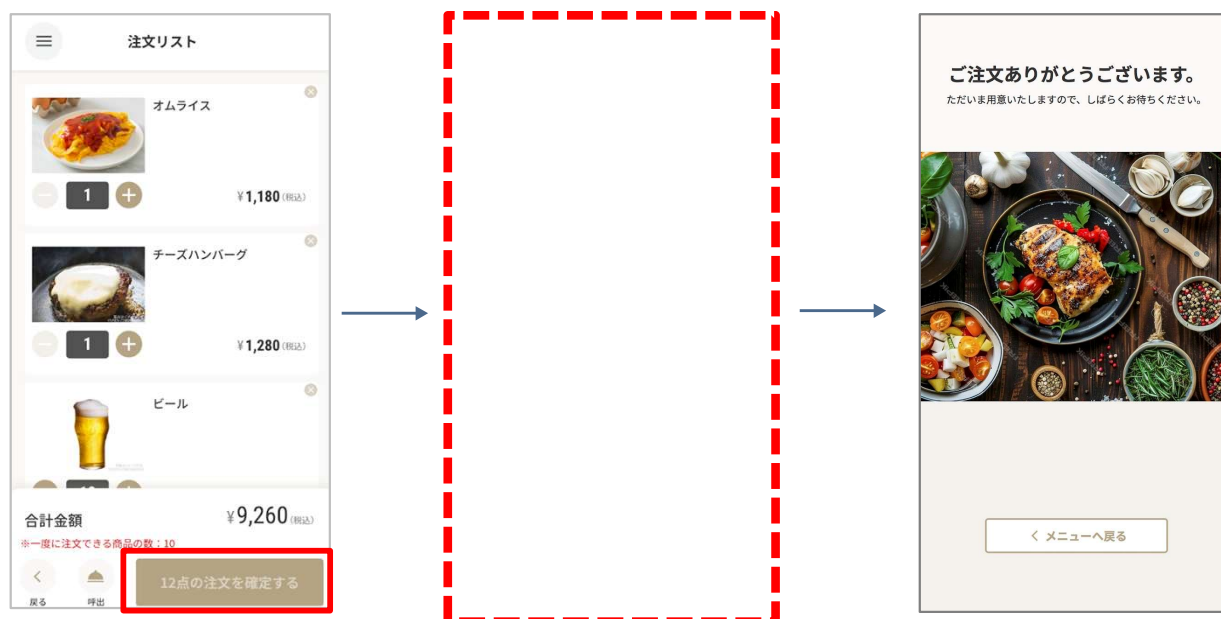 注文リスト
オムライス
1
¥1,180(税込)
チーズハンバーグ
1
¥1,280(税込)
ビール
合計金額
¥9,260(税込)
※一度に注文できる商品の数：10
戻る
呼出
12点の注文を確定する
ご注文ありがとうございます。
ただいま用意いたしますので、しばらくお待ちください。
メニューへ戻る